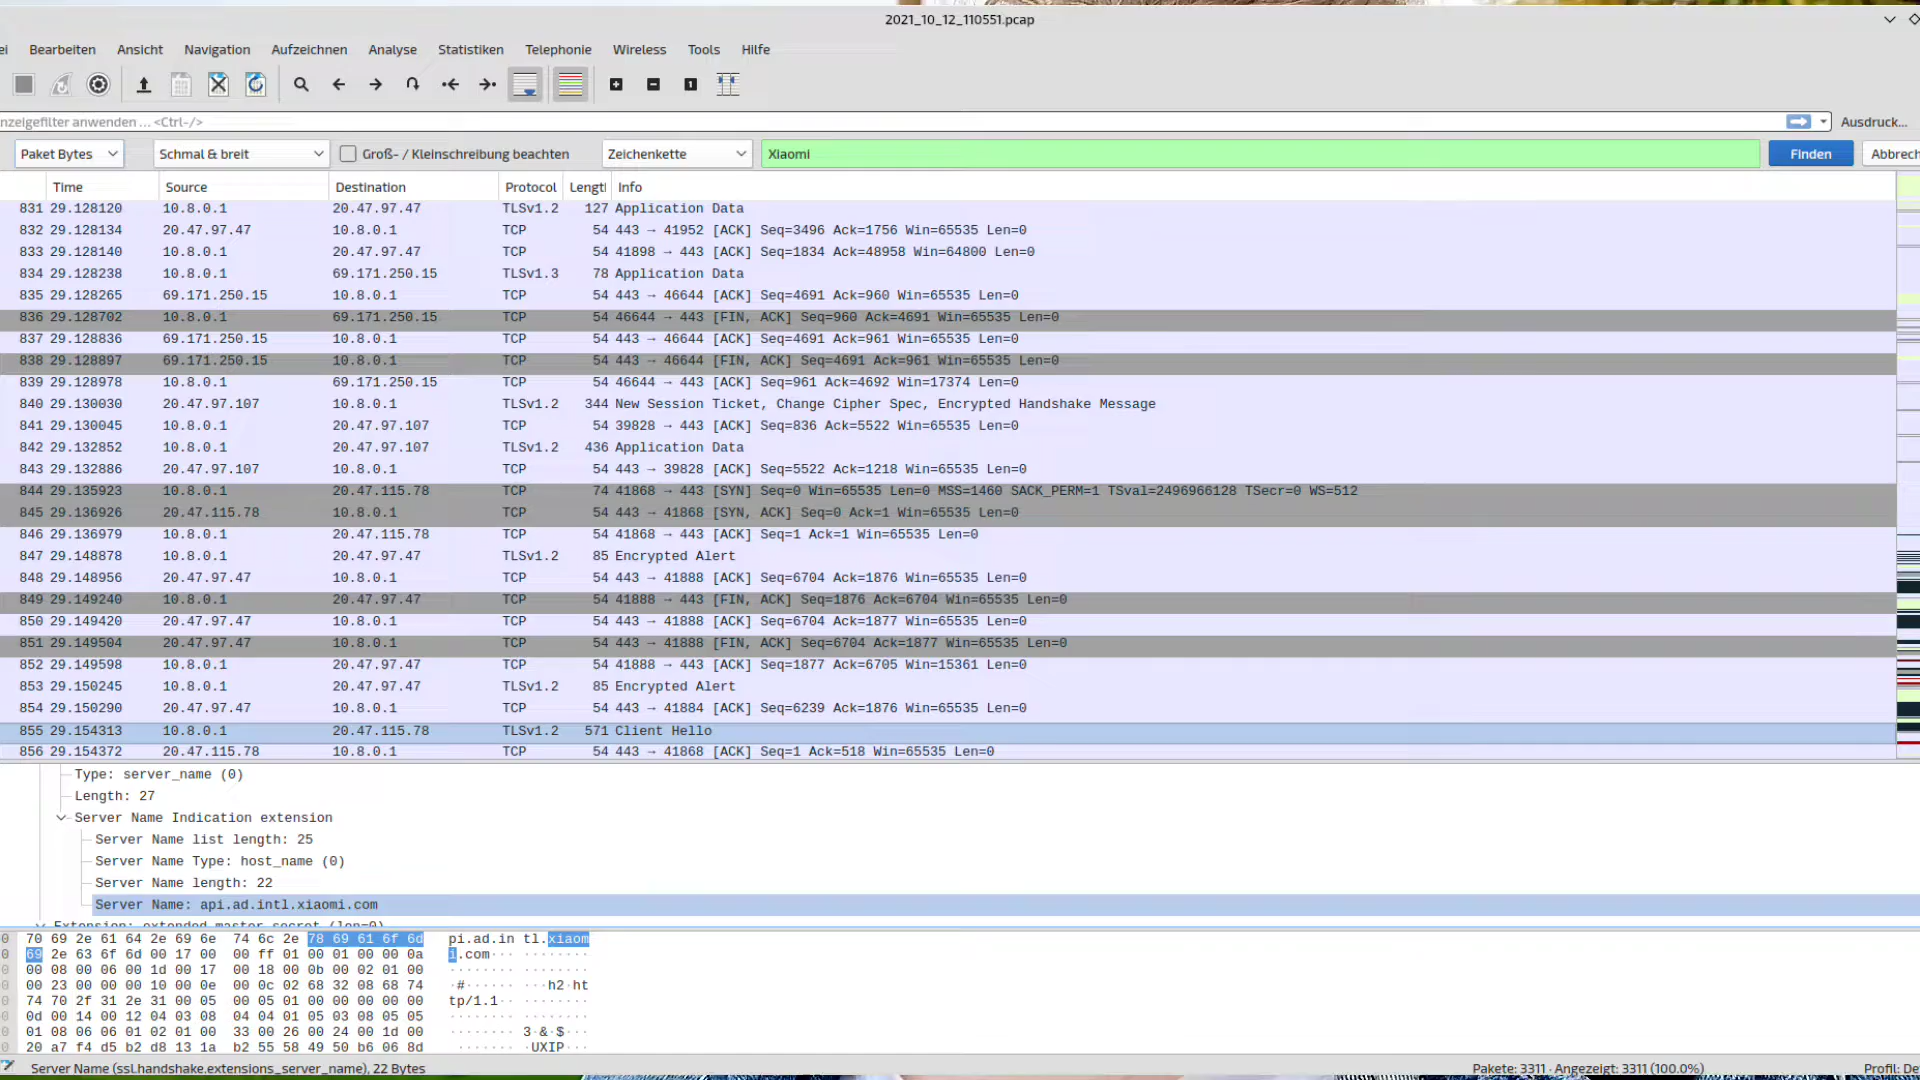 2021_10_12_110551.pcap
ei Bearbeiten Ansicht Navigation Aufzeichnen Analyse Statistiken Telephonie Wireless Tools Hilfe
nzeigefilter anwenden ... <Ctrl-/> Ausdruck...
Paket Bytes Schmal & breit Groß- / Kleinschreibung beachten Zeichenkette Xiaomi Finden Abbrech
Time Source Destination Protocol Lengtl Info
831 29.128120 10.8.0.1 20.47.97.47 TLSv1.2 127 Application Data
832 29.128134 20.47.97.47 10.8.0.1 TCP 54 443 → 41952 [ACK] Seq=3496 Ack=1756 Win=65535 Len=0
833 29.128140 10.8.0.1 20.47.97.47 TCP 54 41898 → 443 [ACK] Seq=1834 Ack=48958 Win=64800 Len=0
834 29.128238 10.8.0.1 69.171.250.15 TLSv1.3 78 Application Data
835 29.128265 69.171.250.15 10.8.0.1 TCP 54 443 → 46644 [ACK] Seq=4691 Ack=960 Win=65535 Len=0
836 29.128702 10.8.0.1 69.171.250.15 TCP 54 46644 → 443 [FIN, ACK] Seq=960 Ack=4691 Win=65535 Len=0
837 29.128836 69.171.250.15 10.8.0.1 TCP 54 443 → 46644 [ACK] Seq=4691 Ack=961 Win=65535 Len=0
838 29.128897 69.171.250.15 10.8.0.1 TCP 54 443 → 46644 [FIN, ACK] Seq=4691 Ack=961 Win=65535 Len=0
839 29.128978 10.8.0.1 69.171.250.15 TCP 54 46644 → 443 [ACK] Seq=961 Ack=4692 Win=17374 Len=0
840 29.130030 20.47.97.107 10.8.0.1 TLSv1.2 344 New Session Ticket, Change Cipher Spec, Encrypted Handshake Message
841 29.130045 10.8.0.1 20.47.97.107 TCP 54 39828 → 443 [ACK] Seq=836 Ack=5522 Win=65535 Len=0
842 29.132852 10.8.0.1 20.47.97.107 TLSv1.2 436 Application Data
843 29.132886 20.47.97.107 10.8.0.1 TCP 54 443 → 39828 [ACK] Seq=5522 Ack=1218 Win=65535 Len=0
844 29.135923 10.8.0.1 20.47.115.78 TCP 74 41868 → 443 [SYN] Seq=0 Win=65535 Len=0 MSS=1460 SACK_PERM=1 TSval=2496966128 TSecr=0 WS=512
845 29.136926 20.47.115.78 10.8.0.1 TCP 54 443 → 41868 [SYN, ACK] Seq=0 Ack=1 Win=65535 Len=0
846 29.136979 10.8.0.1 20.47.115.78 TCP 54 41868 → 443 [ACK] Seq=1 Ack=1 Win=65535 Len=0
847 29.148878 10.8.0.1 20.47.97.47 TLSv1.2 85 Encrypted Alert
848 29.148956 20.47.97.47 10.8.0.1 TCP 54 443 → 41888 [ACK] Seq=6704 Ack=1876 Win=65535 Len=0
849 29.149240 10.8.0.1 20.47.97.47 TCP 54 41888 → 443 [FIN, ACK] Seq=1876 Ack=6704 Win=65535 Len=0
850 29.149420 20.47.97.47 10.8.0.1 TCP 54 443 → 41888 [ACK] Seq=6704 Ack=1877 Win=65535 Len=0
851 29.149504 20.47.97.47 10.8.0.1 TCP 54 443 → 41888 [FIN, ACK] Seq=6704 Ack=1877 Win=65535 Len=0
852 29.149598 10.8.0.1 20.47.97.47 TCP 54 41888 → 443 [ACK] Seq=1877 Ack=6705 Win=15361 Len=0
853 29.150245 10.8.0.1 20.47.97.47 TLSv1.2 85 Encrypted Alert
854 29.150290 20.47.97.47 10.8.0.1 TCP 54 443 → 41884 [ACK] Seq=6239 Ack=1876 Win=65535 Len=0
855 29.154313 10.8.0.1 20.47.115.78 TLSv1.2 571 Client Hello
856 29.154372 20.47.115.78 10.8.0.1 TCP 54 443 → 41868 [ACK] Seq=1 Ack=518 Win=65535 Len=0
Type: server_name (0)
Length: 27
Server Name Indication extension
Server Name list length: 25
Server Name Type: host_name (0)
Server Name length: 22
Server Name: api.ad.intl.xiaomi.com
Extension: extended_master_secret (len=0)
0 70 69 2e 61 64 2e 69 6e 74 6c 2e 78 69 61 6f 6d pi.ad.in tl.xiaom
0 69 2e 63 6f 6d 00 17 00 00 ff 01 00 01 00 00 0a i.com··· ········
0 00 08 00 06 00 1d 00 17 00 18 00 0b 00 02 01 00 ········ ········
0 00 23 00 00 00 10 00 0e 00 0c 02 68 32 08 68 74 ·#······ ···h2·ht
0 74 70 2f 31 2e 31 00 05 00 05 01 00 00 00 00 00 tp/1.1·· ········
0 0d 00 14 00 12 04 03 08 04 04 01 05 03 08 05 05 ········ ········
0 01 08 06 06 01 02 01 00 33 00 26 00 24 00 1d 00 ········ 3·&·$···
0 20 a7 f4 d5 b2 d8 13 1a b2 55 58 49 50 b6 06 8d ······· ·UXIP···
Server Name (ssl.handshake.extensions_server_name), 22 Bytes Pakete: 3311 · Angezeigt: 3311 (100.0%) Profil: De